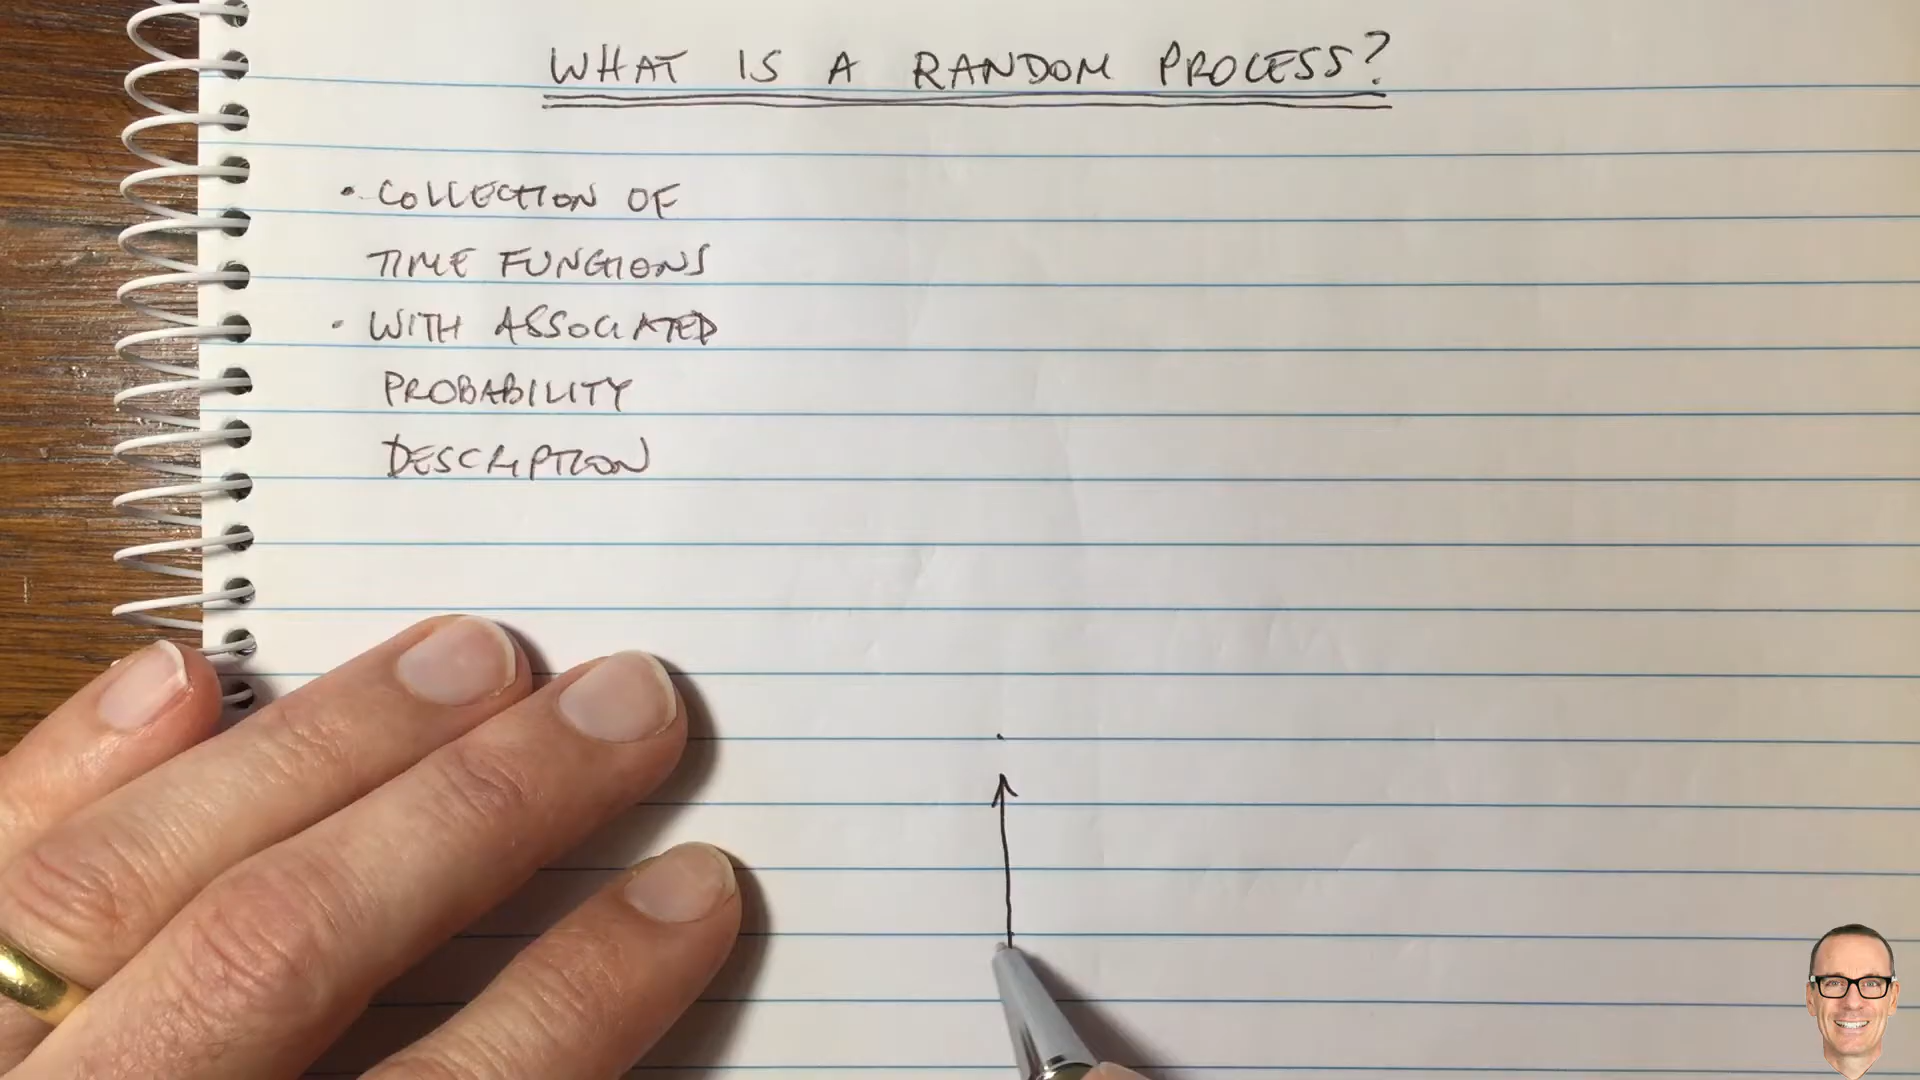 WHAT IS A RANDOM PROCESS?
• COLLECTION OF
TIME FUNCTIONS
• WITH ASSOCIATED
PROBABILITY
DESCRIPTION